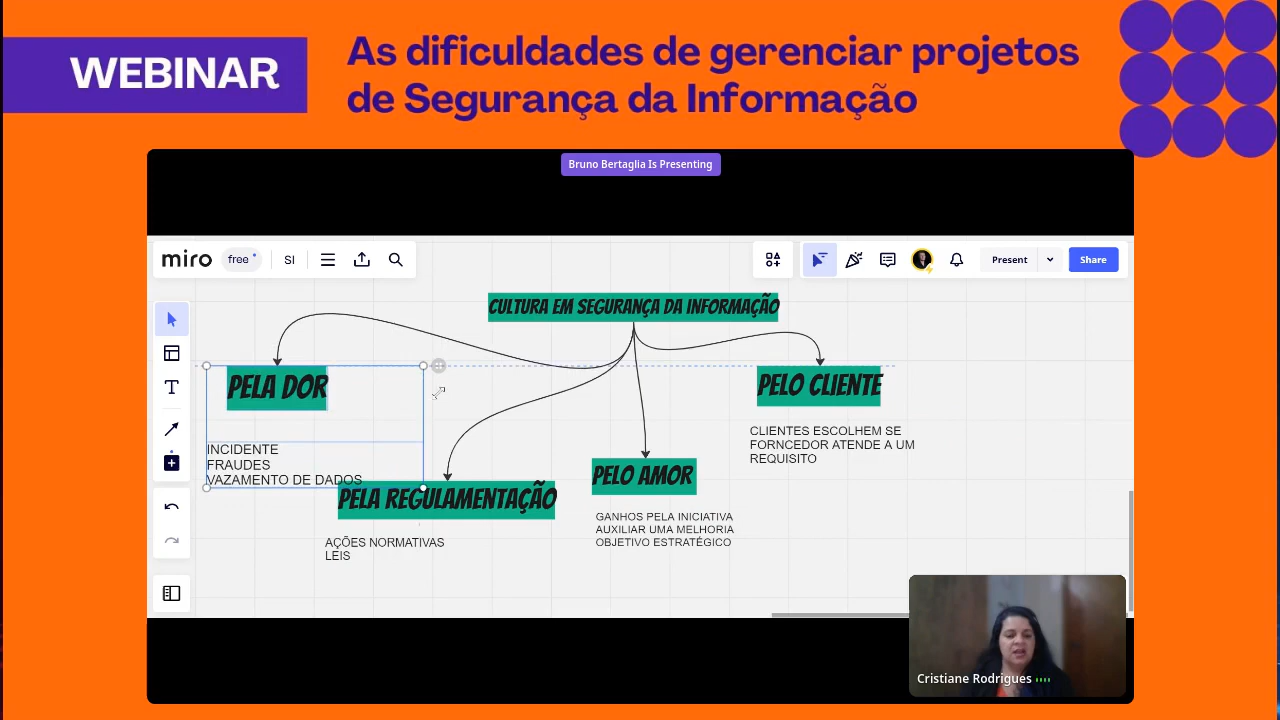 WEBINAR
As dificuldades de gerenciar projetos
de Segurança da Informação
Bruno Bertaglia Is Presenting
miro
free
SI
Present
Share
CULTURA EM SEGURANÇA DA INFORMAÇÃO
PELA DOR
INCIDENTE
FRAUDES
VAZAMENTO DE DADOS
PELA REGULAMENTAÇÃO
AÇÕES NORMATIVAS
LEIS
PELO AMOR
GANHOS PELA INICIATIVA
AUXILIAR UMA MELHORIA
OBJETIVO ESTRATÉGICO
PELO CLIENTE
CLIENTES ESCOLHEM SE
FORNCEDOR ATENDE A UM
REQUISITO
Cristiane Rodrigues